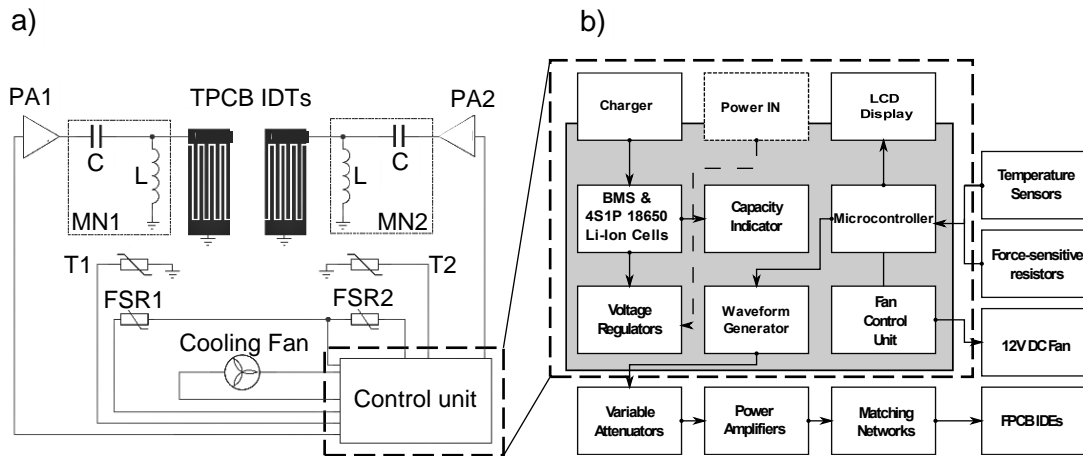 a)
PA1
TPCB IDTs
PA2
C
C
L
L
MN1
MN2
T1
T2
FSR1
FSR2
Cooling Fan
Control unit
b)
Charger
Power IN
LCD
Display
BMS &
4S1P 18650
Li-Ion Cells
Capacity
Indicator
Microcontroller
Temperature
Sensors
Force-sensitive
resistors
Voltage
Regulators
Waveform
Generator
Fan
Control
Unit
12V DC Fan
Variable
Attenuators
Power
Amplifiers
Matching
Networks
FPCB IDEs